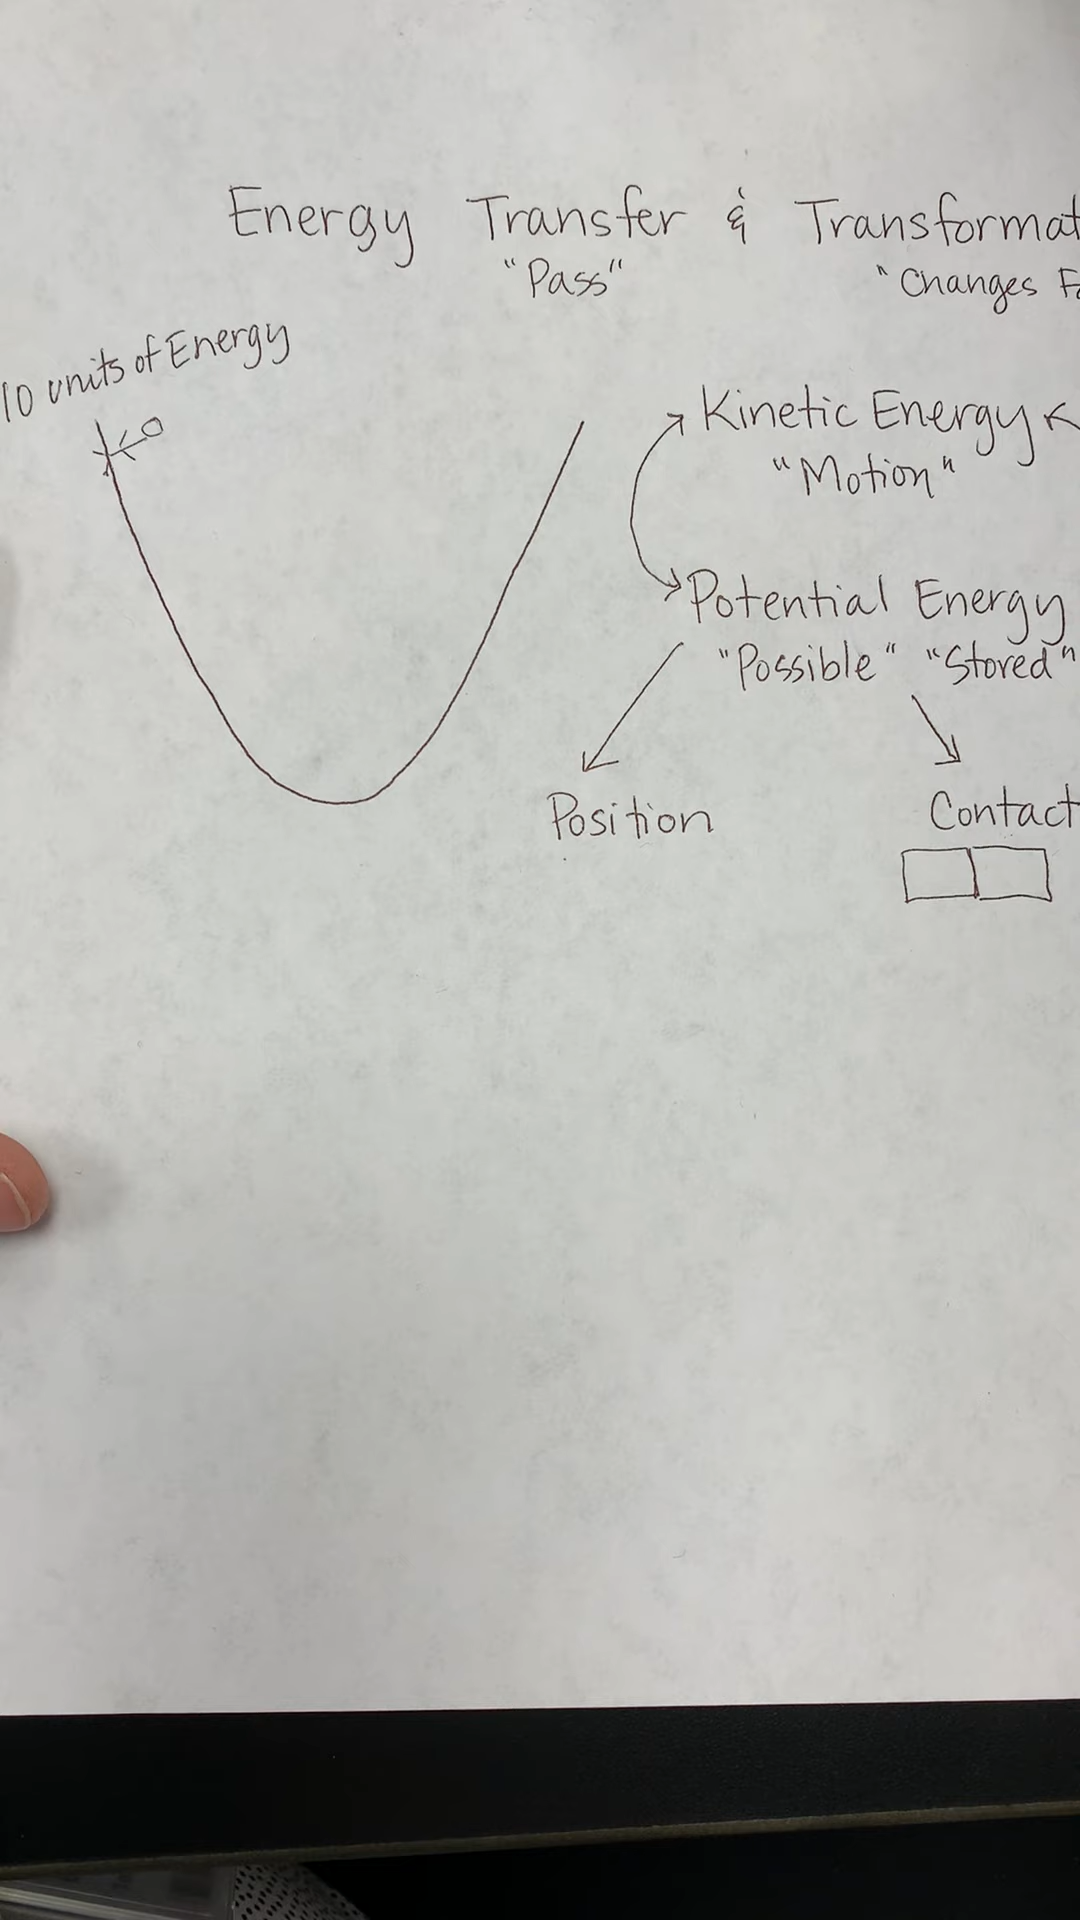 Energy Transfer & Transformat
"Pass" "Changes
10 units of Energy
Kinetic Energy
"Motion"
Potential Energy
"Possible" "Stored"
Position
Contact